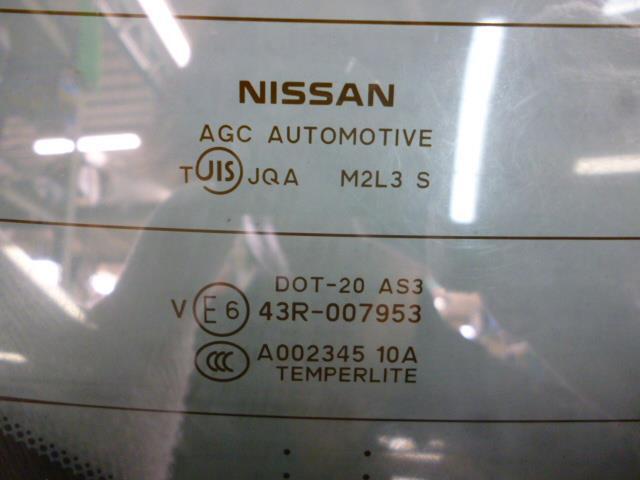 NISSAN
AGC AUTOMOTIVE
T JIS JQA M2L3 S
DOT-20 AS3
V E6 43R-007953
CCC A002345 10A
TEMPERLITE